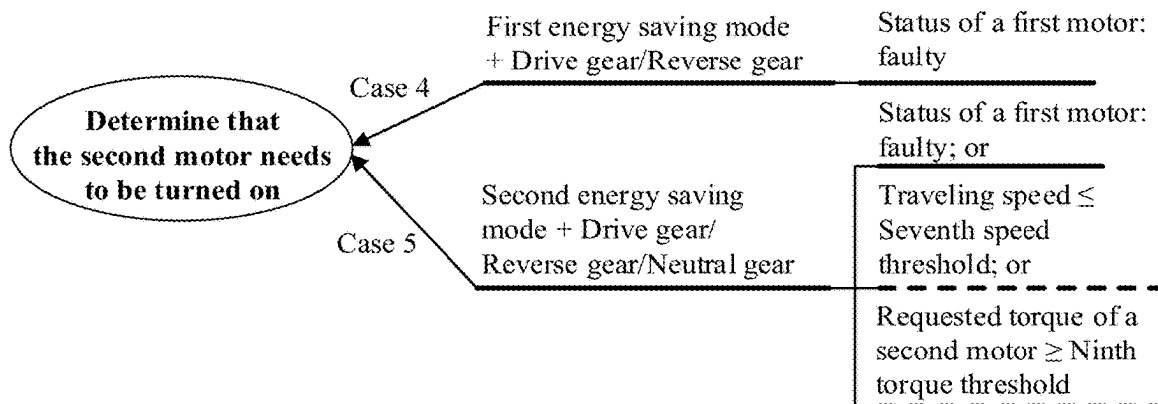 Determine that
the second motor needs
to be turned on
Case 4
First energy saving mode
+ Drive gear/Reverse gear
Status of a first motor:
faulty
Case 5
Second energy saving
mode + Drive gear/
Reverse gear/Neutral gear
Status of a first motor:
faulty; or
Traveling speed ≤
Seventh speed
threshold; or
Requested torque of a
second motor ≥ Ninth
torque threshold